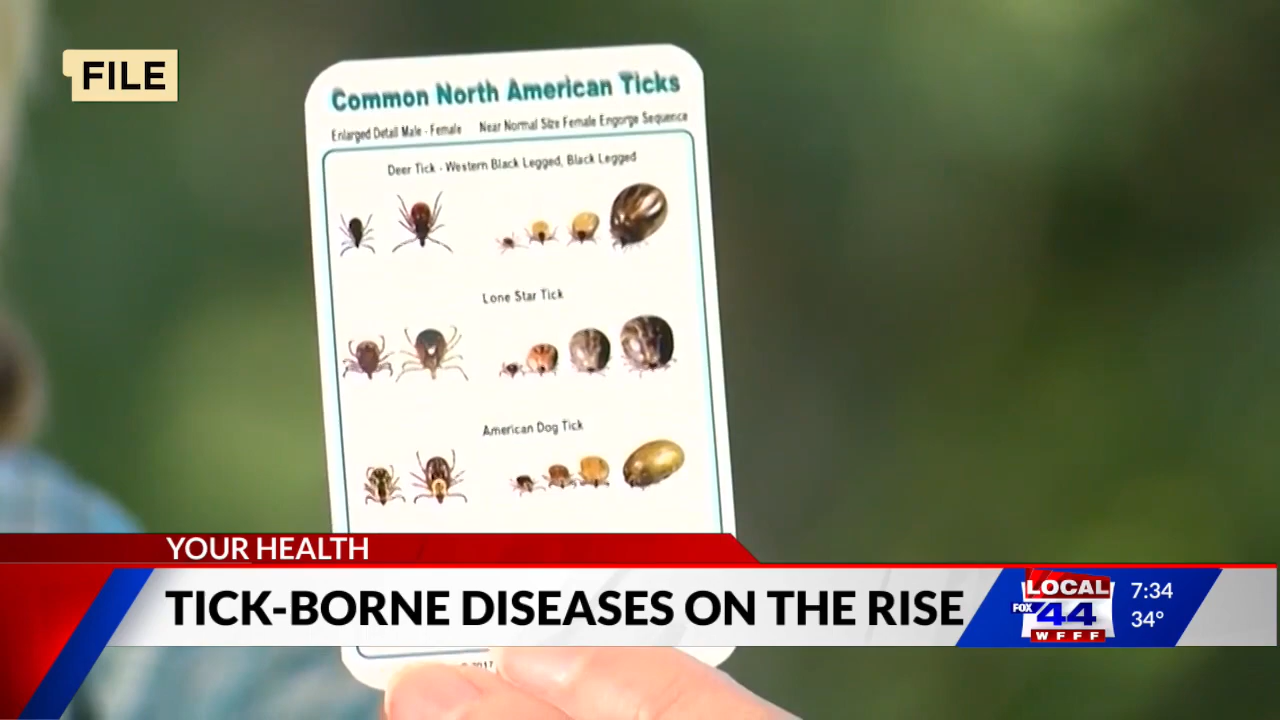 FILE
Common North American Ticks
Enlarged Detail Male - Female Near Normal Size Female Engorge Sequence
Deer Tick - Western Black Legged, Black Legged
Lone Star Tick
American Dog Tick
YOUR HEALTH
TICK-BORNE DISEASES ON THE RISE
LOCAL
FOX 44
WFFF
7:34
34°
2017